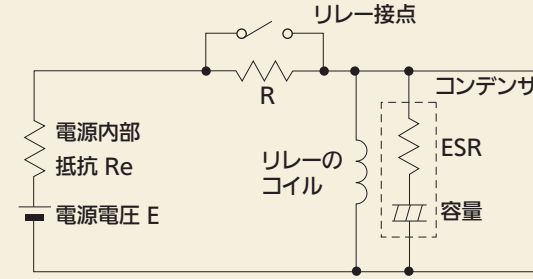 リレー接点
R
コンデンサ
電源内部
抵抗 Re
リレーの
コイル
ESR
電源電圧 E
容量